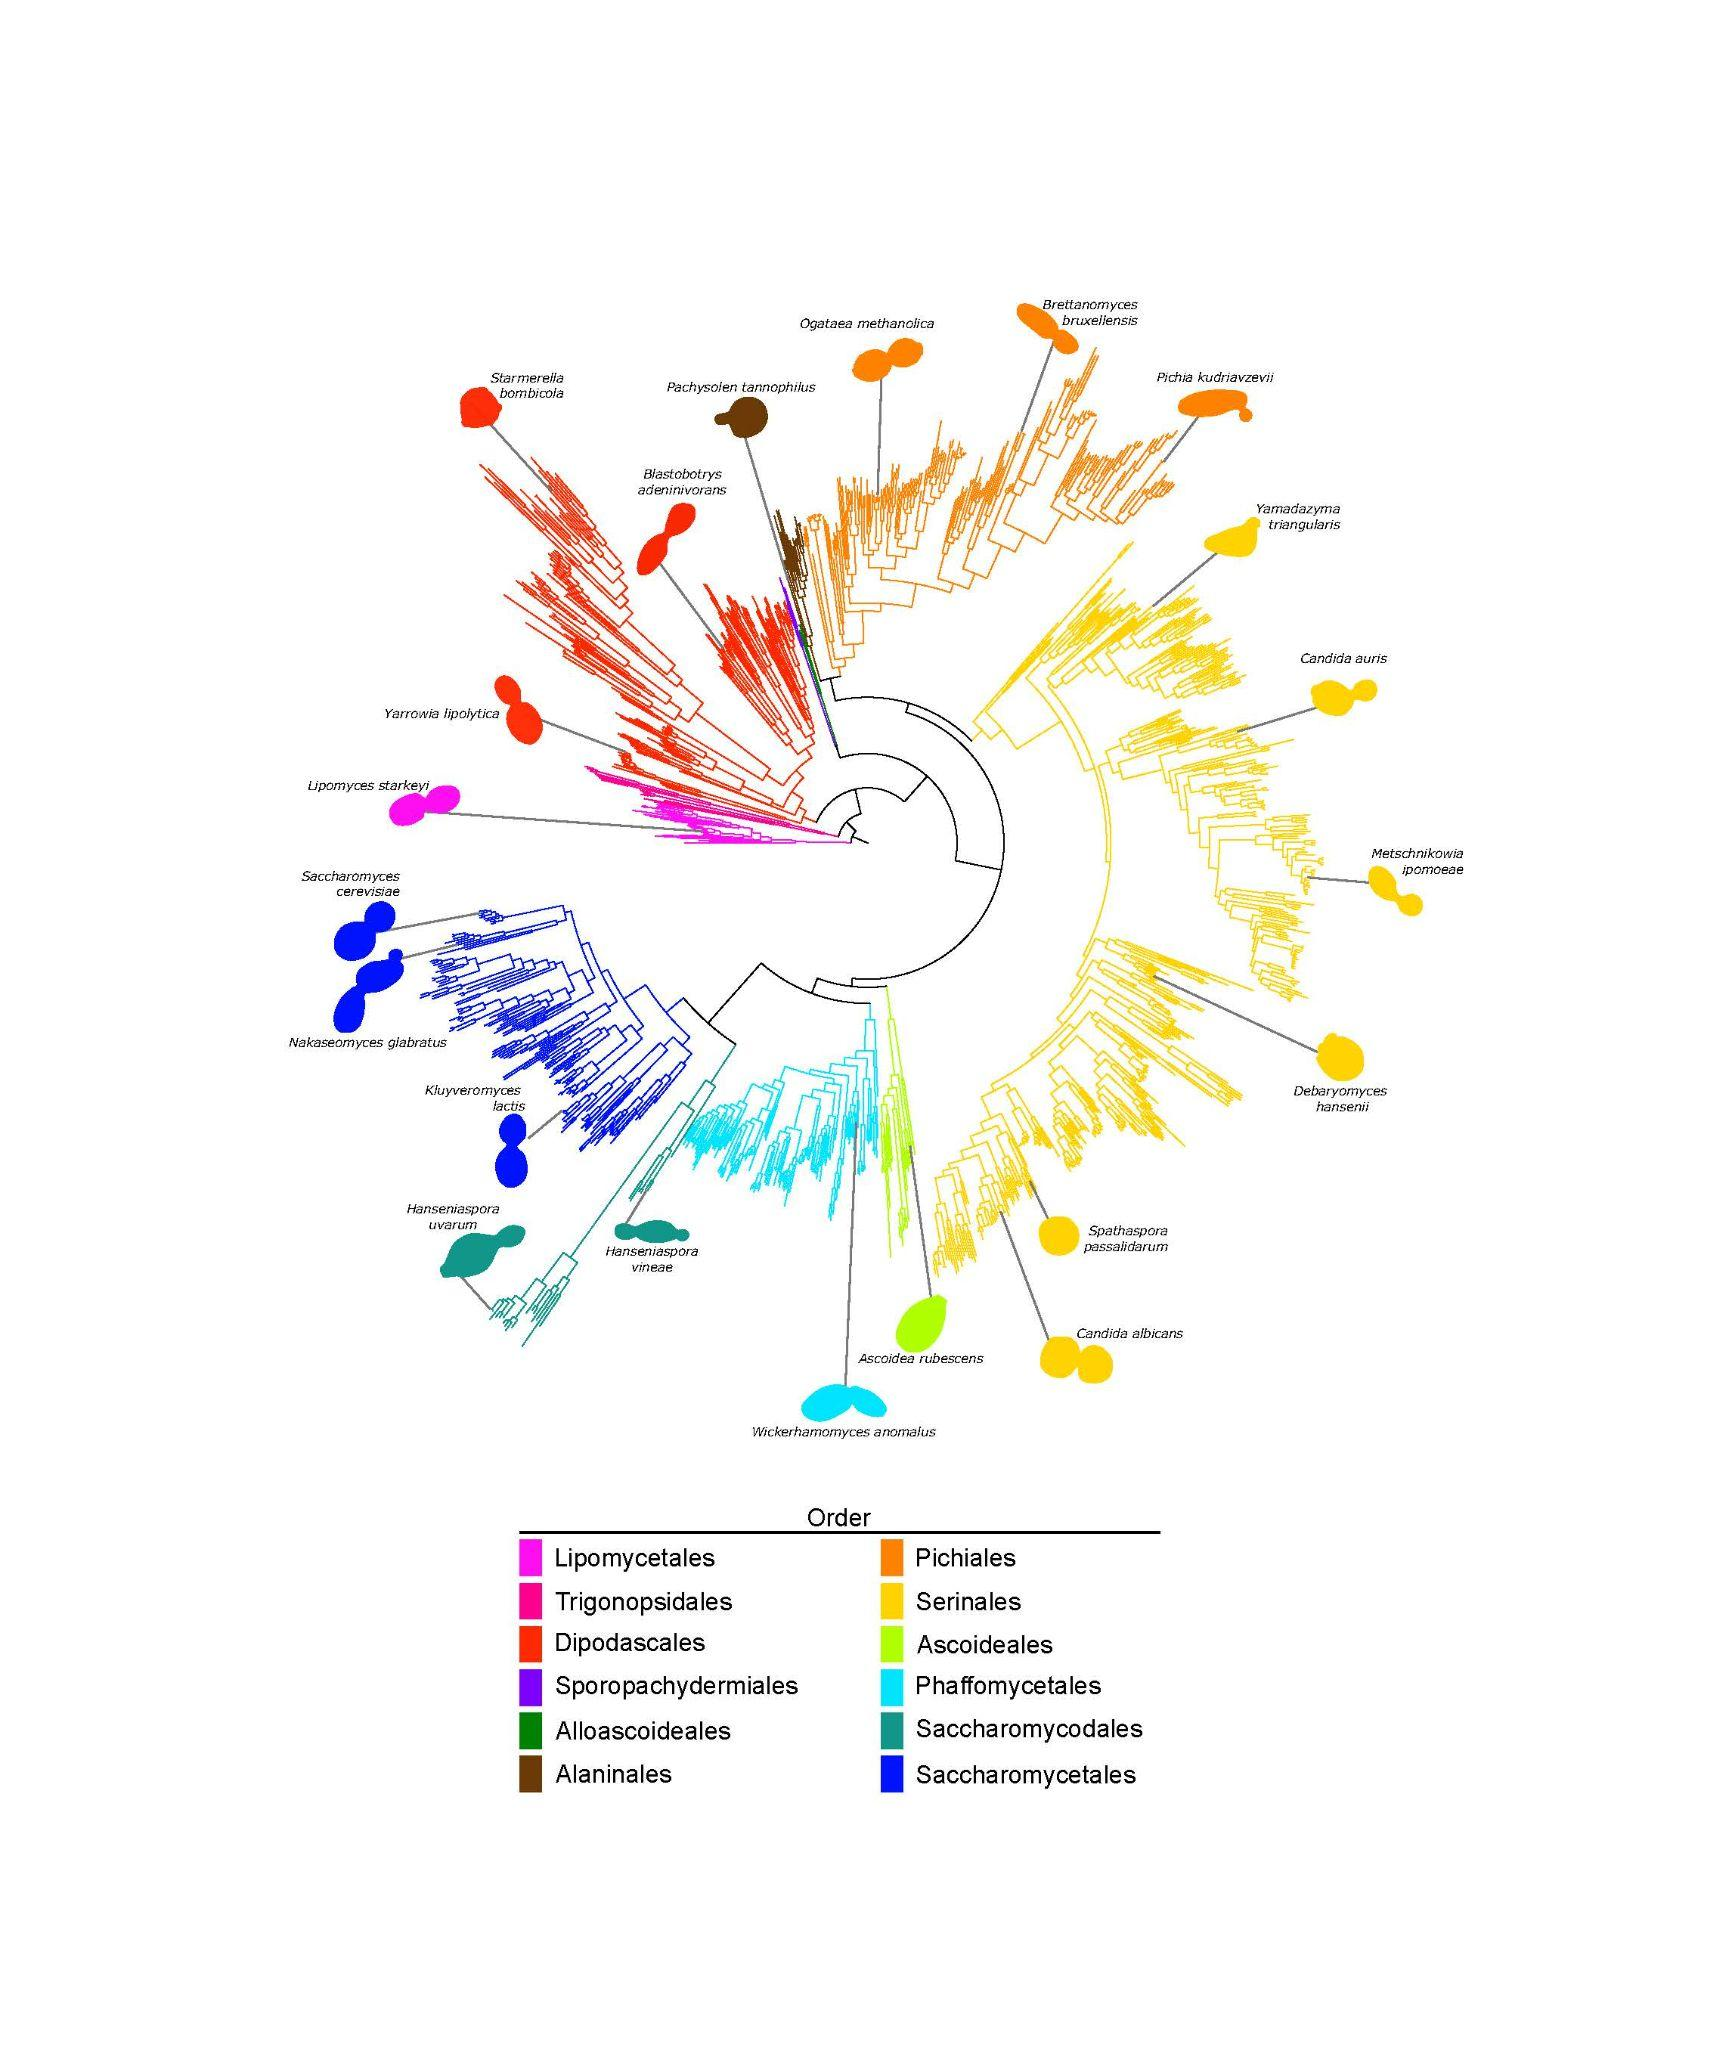 Brettanomyces
bruxellensis
Ogataea methanolica
Pichia kudriavzevii
Starmerella
bombicola
Pachysolen tannophilus
Blastobotrys
adeninivorans
Yamadazyma
triangularis
Candida auris
Yarrowia lipolytica
Lipomyces starkeyi
Metschnikowia
ipomoeae
Saccharomyces
cerevisiae
Nakaseomyces glabratus
Kluyveromyces
lactis
Debaryomyces
hansenii
Hanseniaspora
uvarum
Hanseniaspora
vineae
Spathaspora
passalidarum
Candida albicans
Ascoidea rubescens
Wickerhamomyces anomalus
Order
Lipomycetales
Trigonopsidales
Dipodascales
Sporopachydermiales
Alloascoideales
Alaninales
Pichiales
Serinales
Ascoideales
Phaffomycetales
Saccharomycodales
Saccharomycetales